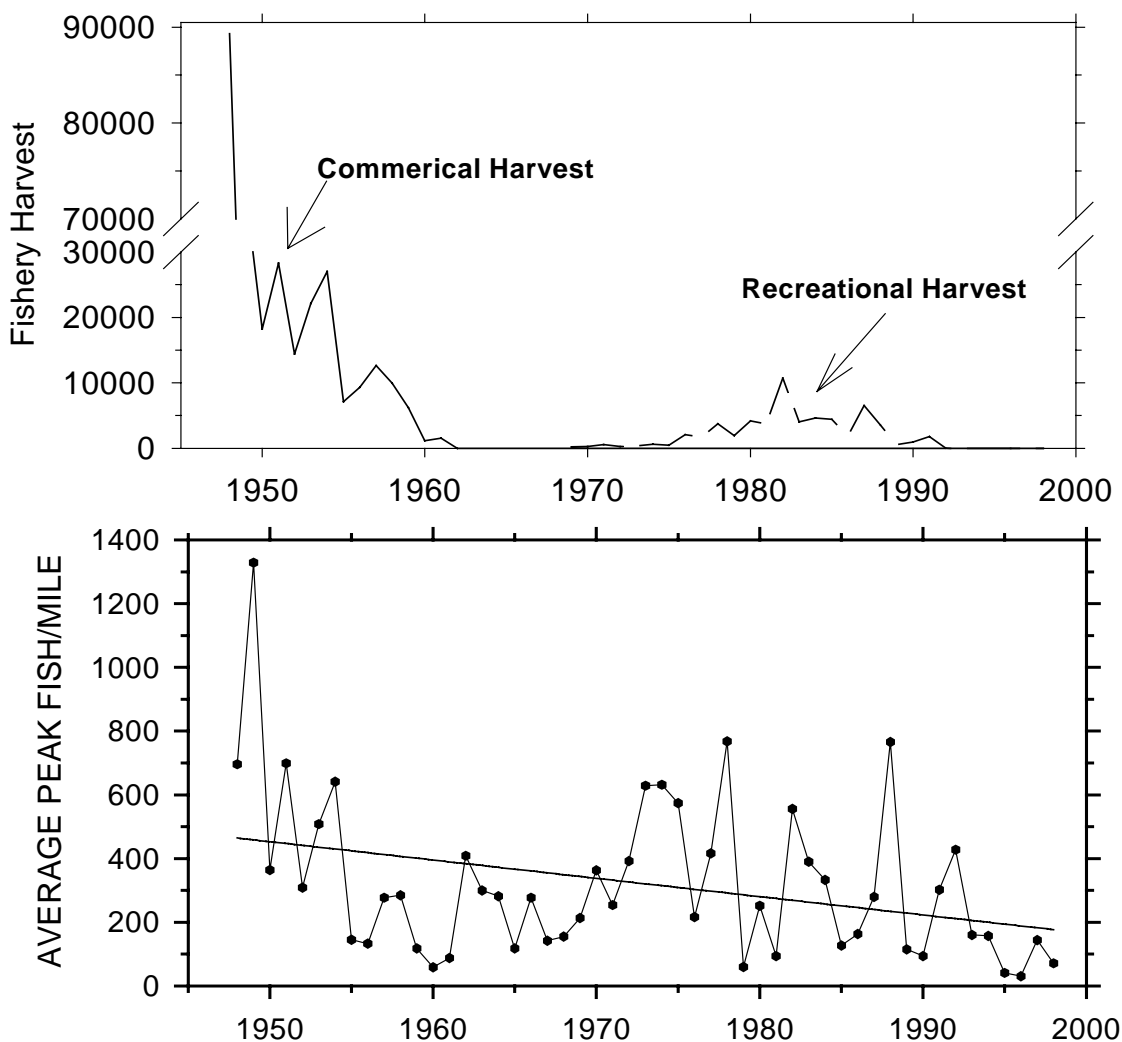 90000
80000
70000
30000
20000
10000
0
Fishery Harvest
Commerical Harvest
Recreational Harvest
1950 1960 1970 1980 1990 2000
1400
1200
1000
800
600
400
200
0
AVERAGE PEAK FISH/MILE
1950 1960 1970 1980 1990 2000